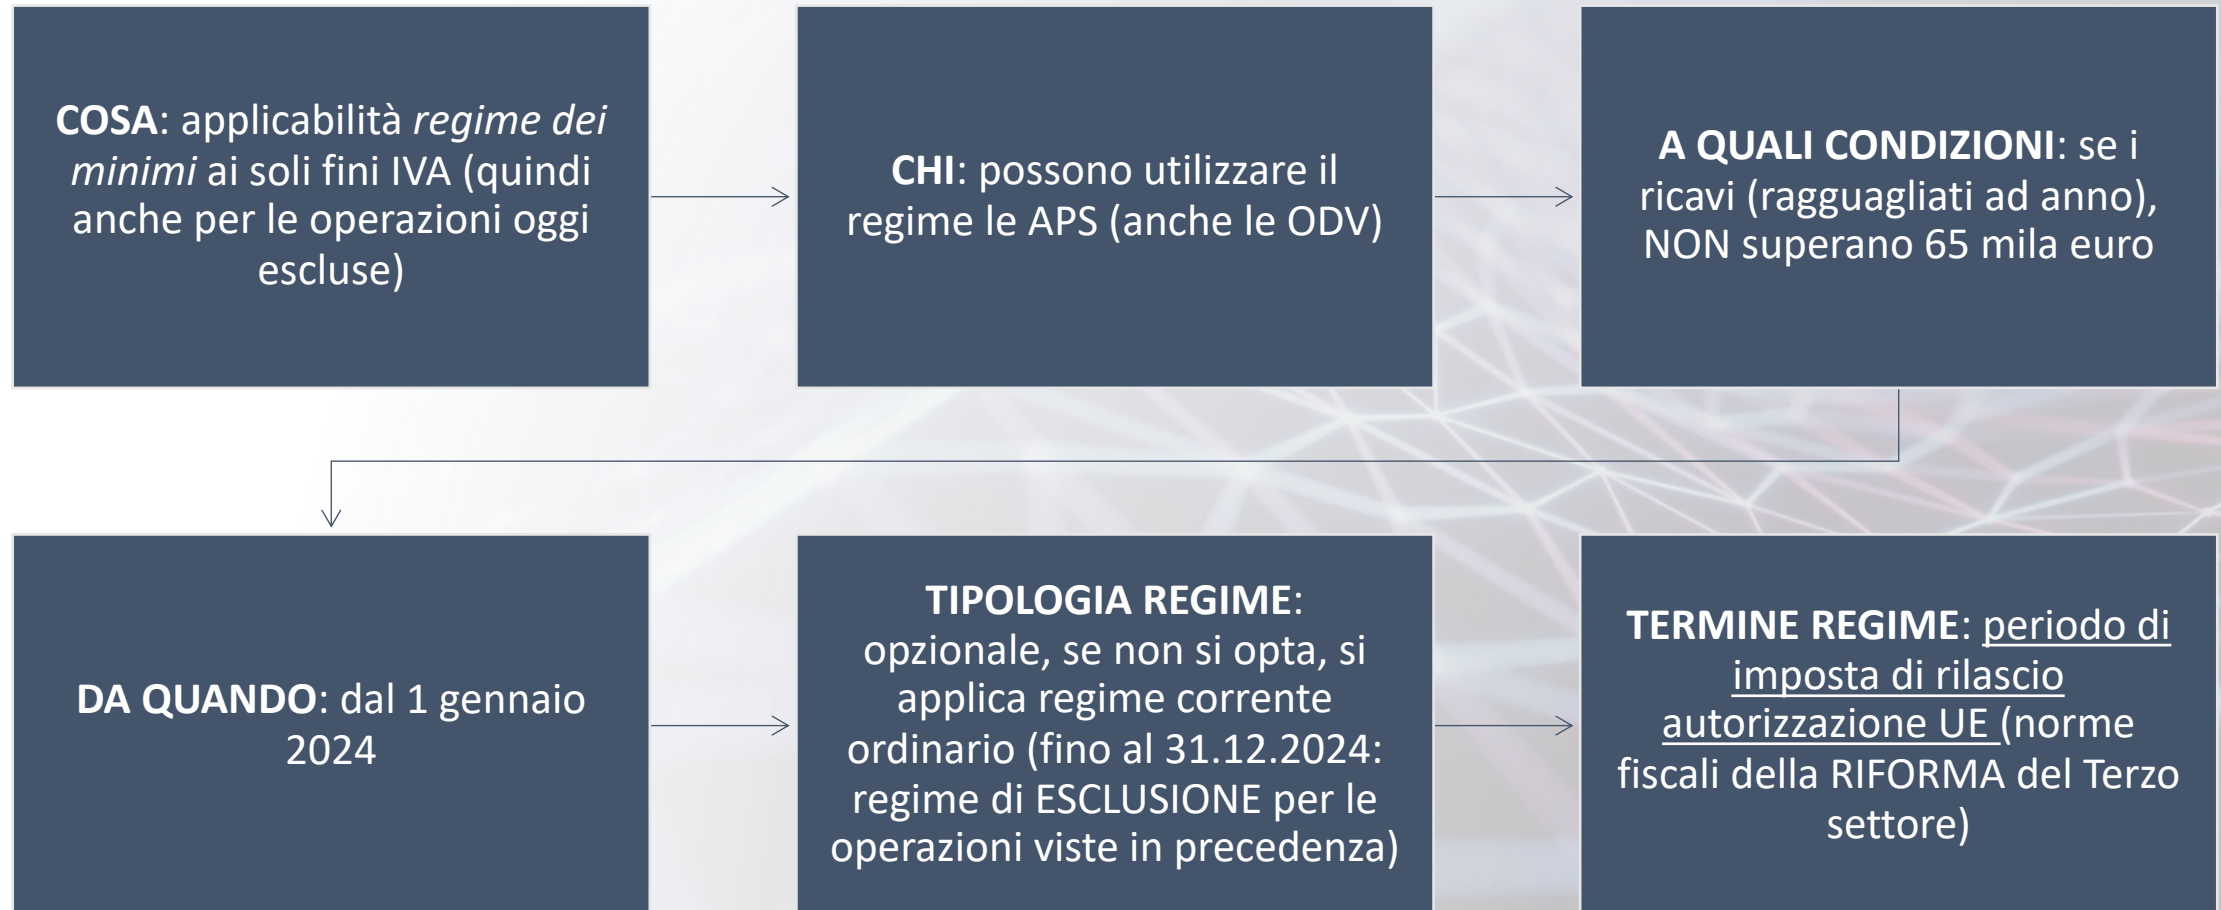 COSA: applicabilità regime dei
minimi ai soli fini IVA (quindi
anche per le operazioni oggi
escluse)
CHI: possono utilizzare il
regime le APS (anche le ODV)
A QUALI CONDIZIONI: se i
ricavi (ragguagliati ad anno),
NON superano 65 mila euro
DA QUANDO: dal 1 gennaio
2024
TIPOLOGIA REGIME:
opzionale, se non si opta, si
applica regime corrente
ordinario (fino al 31.12.2024:
regime di ESCLUSIONE per le
operazioni viste in precedenza)
TERMINE REGIME: periodo di
imposta di rilascio
autorizzazione UE (norme
fiscali della RIFORMA del Terzo
settore)